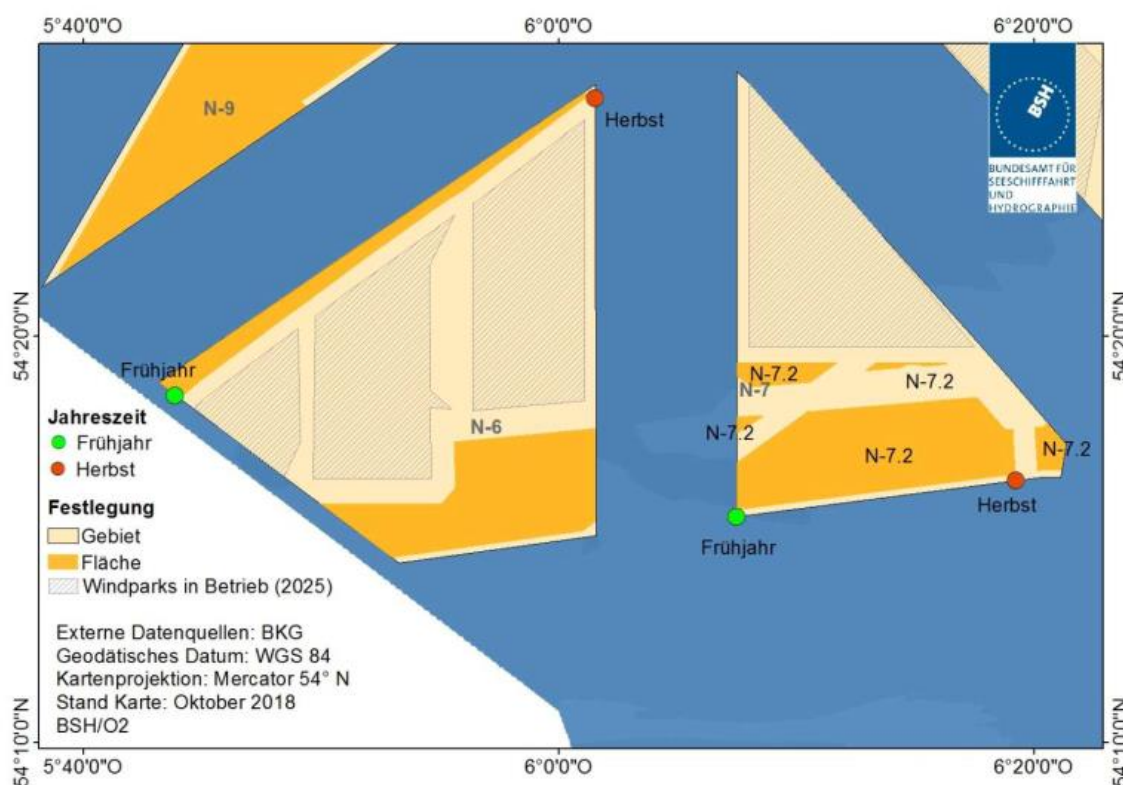 5°40'0"O
6°0'0"O
6°20'0"O
N-9
Herbst
BSH
BUNDESAMT FÜR
SEESCHIFFFAHRT
UND
HYDROGRAPHIE
54°20'0"N
54°20'0"N
Frühjahr
N-7.2
N-7
N-7.2
N-6
N-7.2
N-7.2
N-7.2
Herbst
Frühjahr
Jahreszeit
Frühjahr
Herbst
Festlegung
Gebiet
Fläche
Windparks in Betrieb (2025)
Externe Datenquellen: BKG
Geodätisches Datum: WGS 84
Kartenprojektion: Mercator 54° N
Stand Karte: Oktober 2018
BSH/O2
54°10'0"N
54°10'0"N
5°40'0"O
6°0'0"O
6°20'0"O